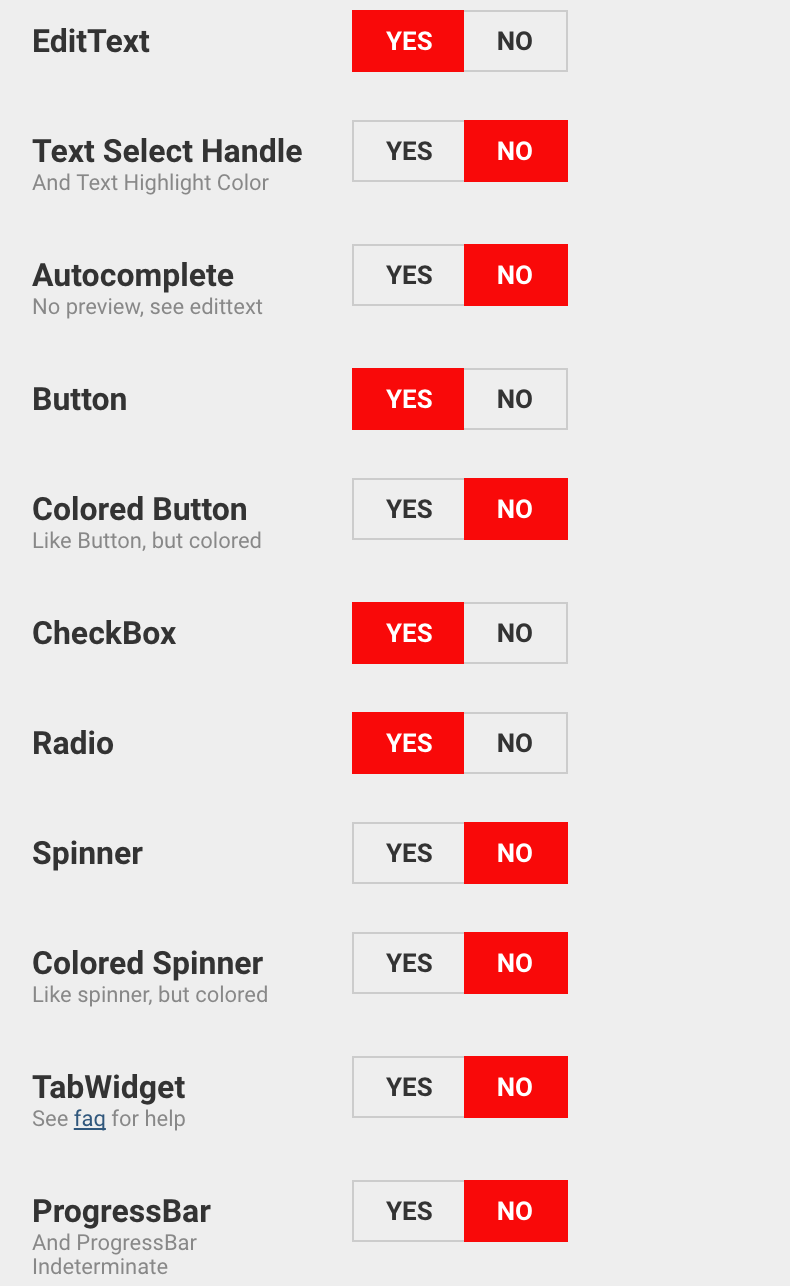 EditText YES NO
Text Select Handle YES NO
And Text Highlight Color
Autocomplete YES NO
No preview, see edittext
Button YES NO
Colored Button YES NO
Like Button, but colored
CheckBox YES NO
Radio YES NO
Spinner YES NO
Colored Spinner YES NO
Like spinner, but colored
TabWidget YES NO
See faq for help
ProgressBar YES NO
And ProgressBar
Indeterminate